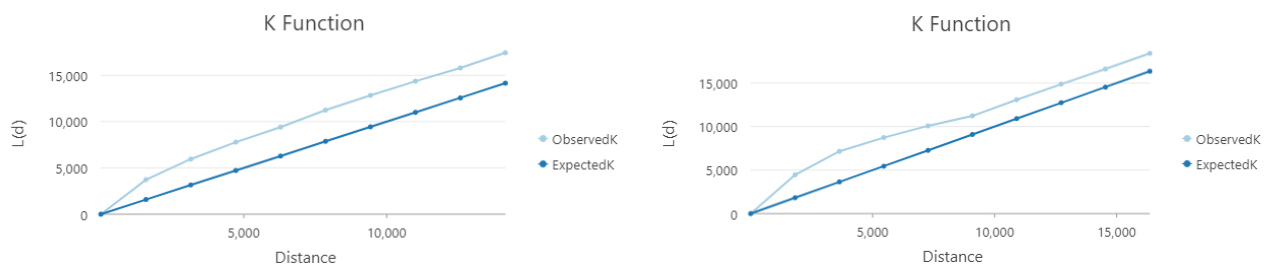 K Function
15,000
10,000
5,000
0
L(d)
5,000
10,000
Distance
ObservedK
ExpectedK
K Function
15,000
10,000
5,000
0
L(d)
5,000
10,000
15,000
Distance
ObservedK
ExpectedK